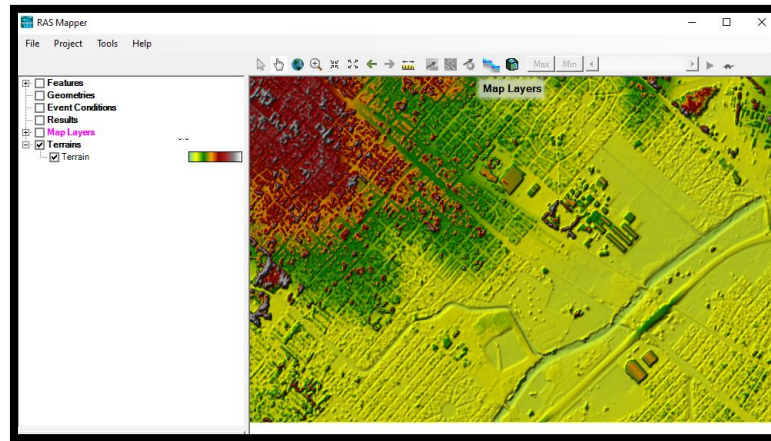 RAS Mapper
File Project Tools Help
Max Min
Features
Geometries
Event Conditions
Results
Map Layers
Terrains
Terrain
Map Layers